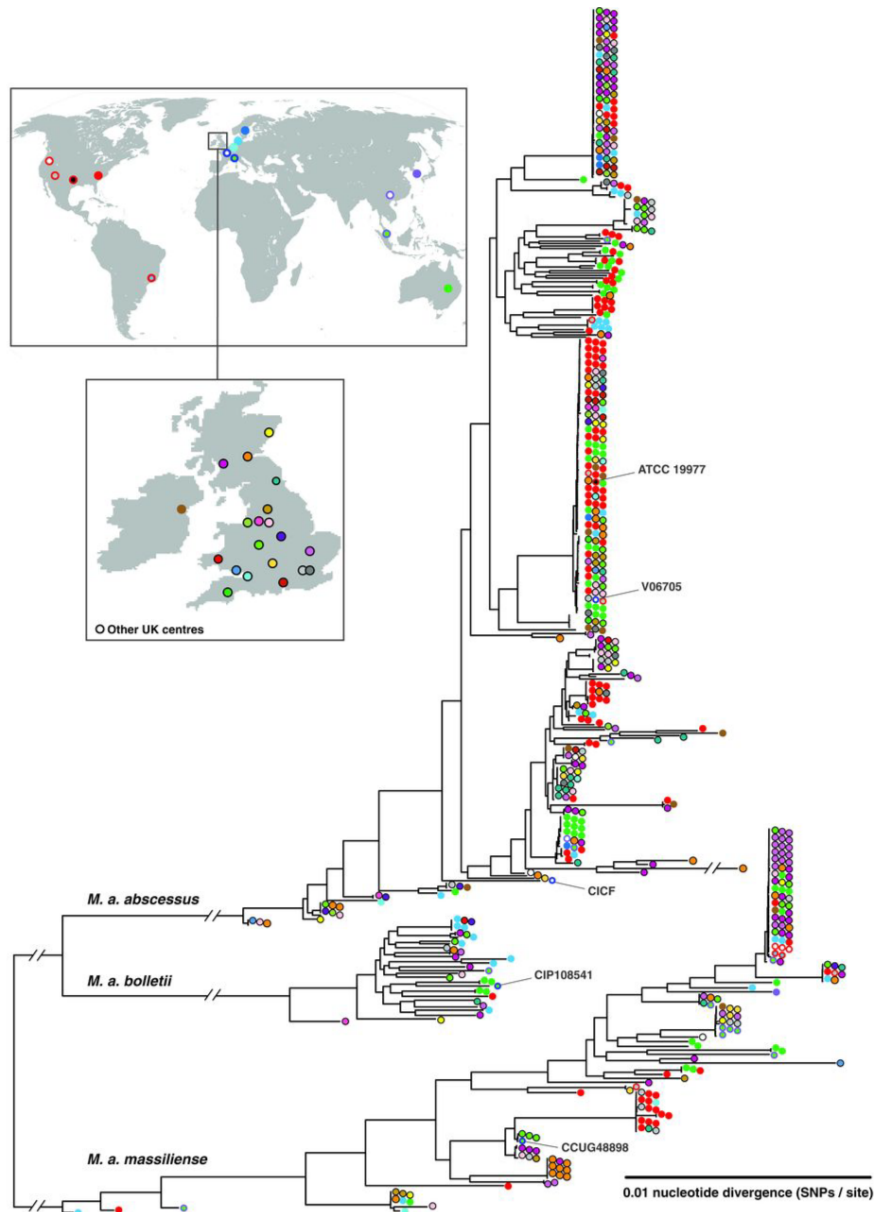 ATCC 19977
V06705
Other UK centres
CICF
M. a. abscessus
CIP108541
M. a. bolletii
CCUG48898
M. a. massiliense
0.01 nucleotide divergence (SNPs / site)